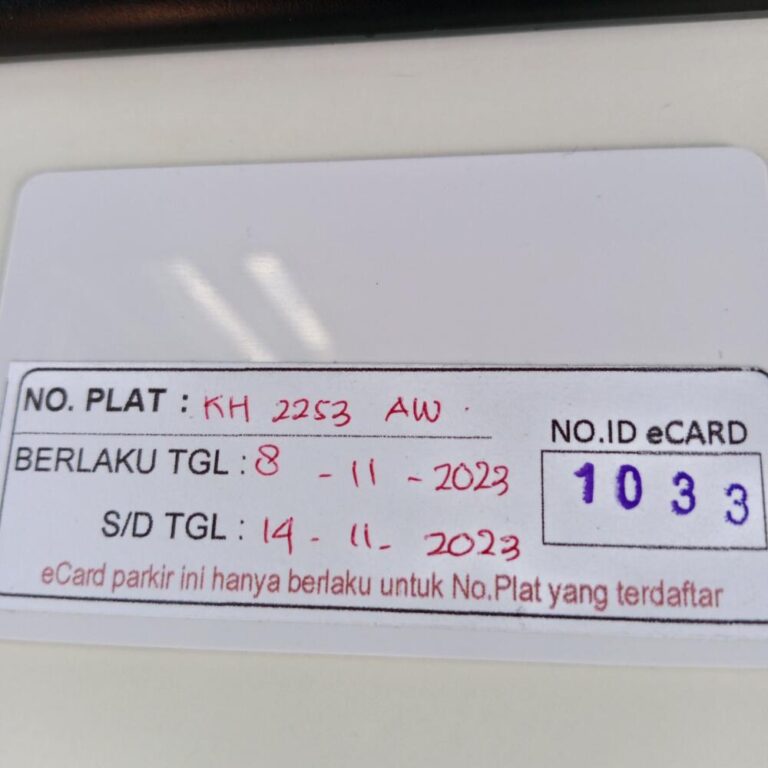 NO. PLAT : KH 2253 AW
NO.ID eCARD
BERLAKU TGL : 8 - 11 - 2023
1033
S/D TGL : 14 - 11 - 2023
eCard parkir ini hanya berlaku untuk No.Plat yang terdaftar